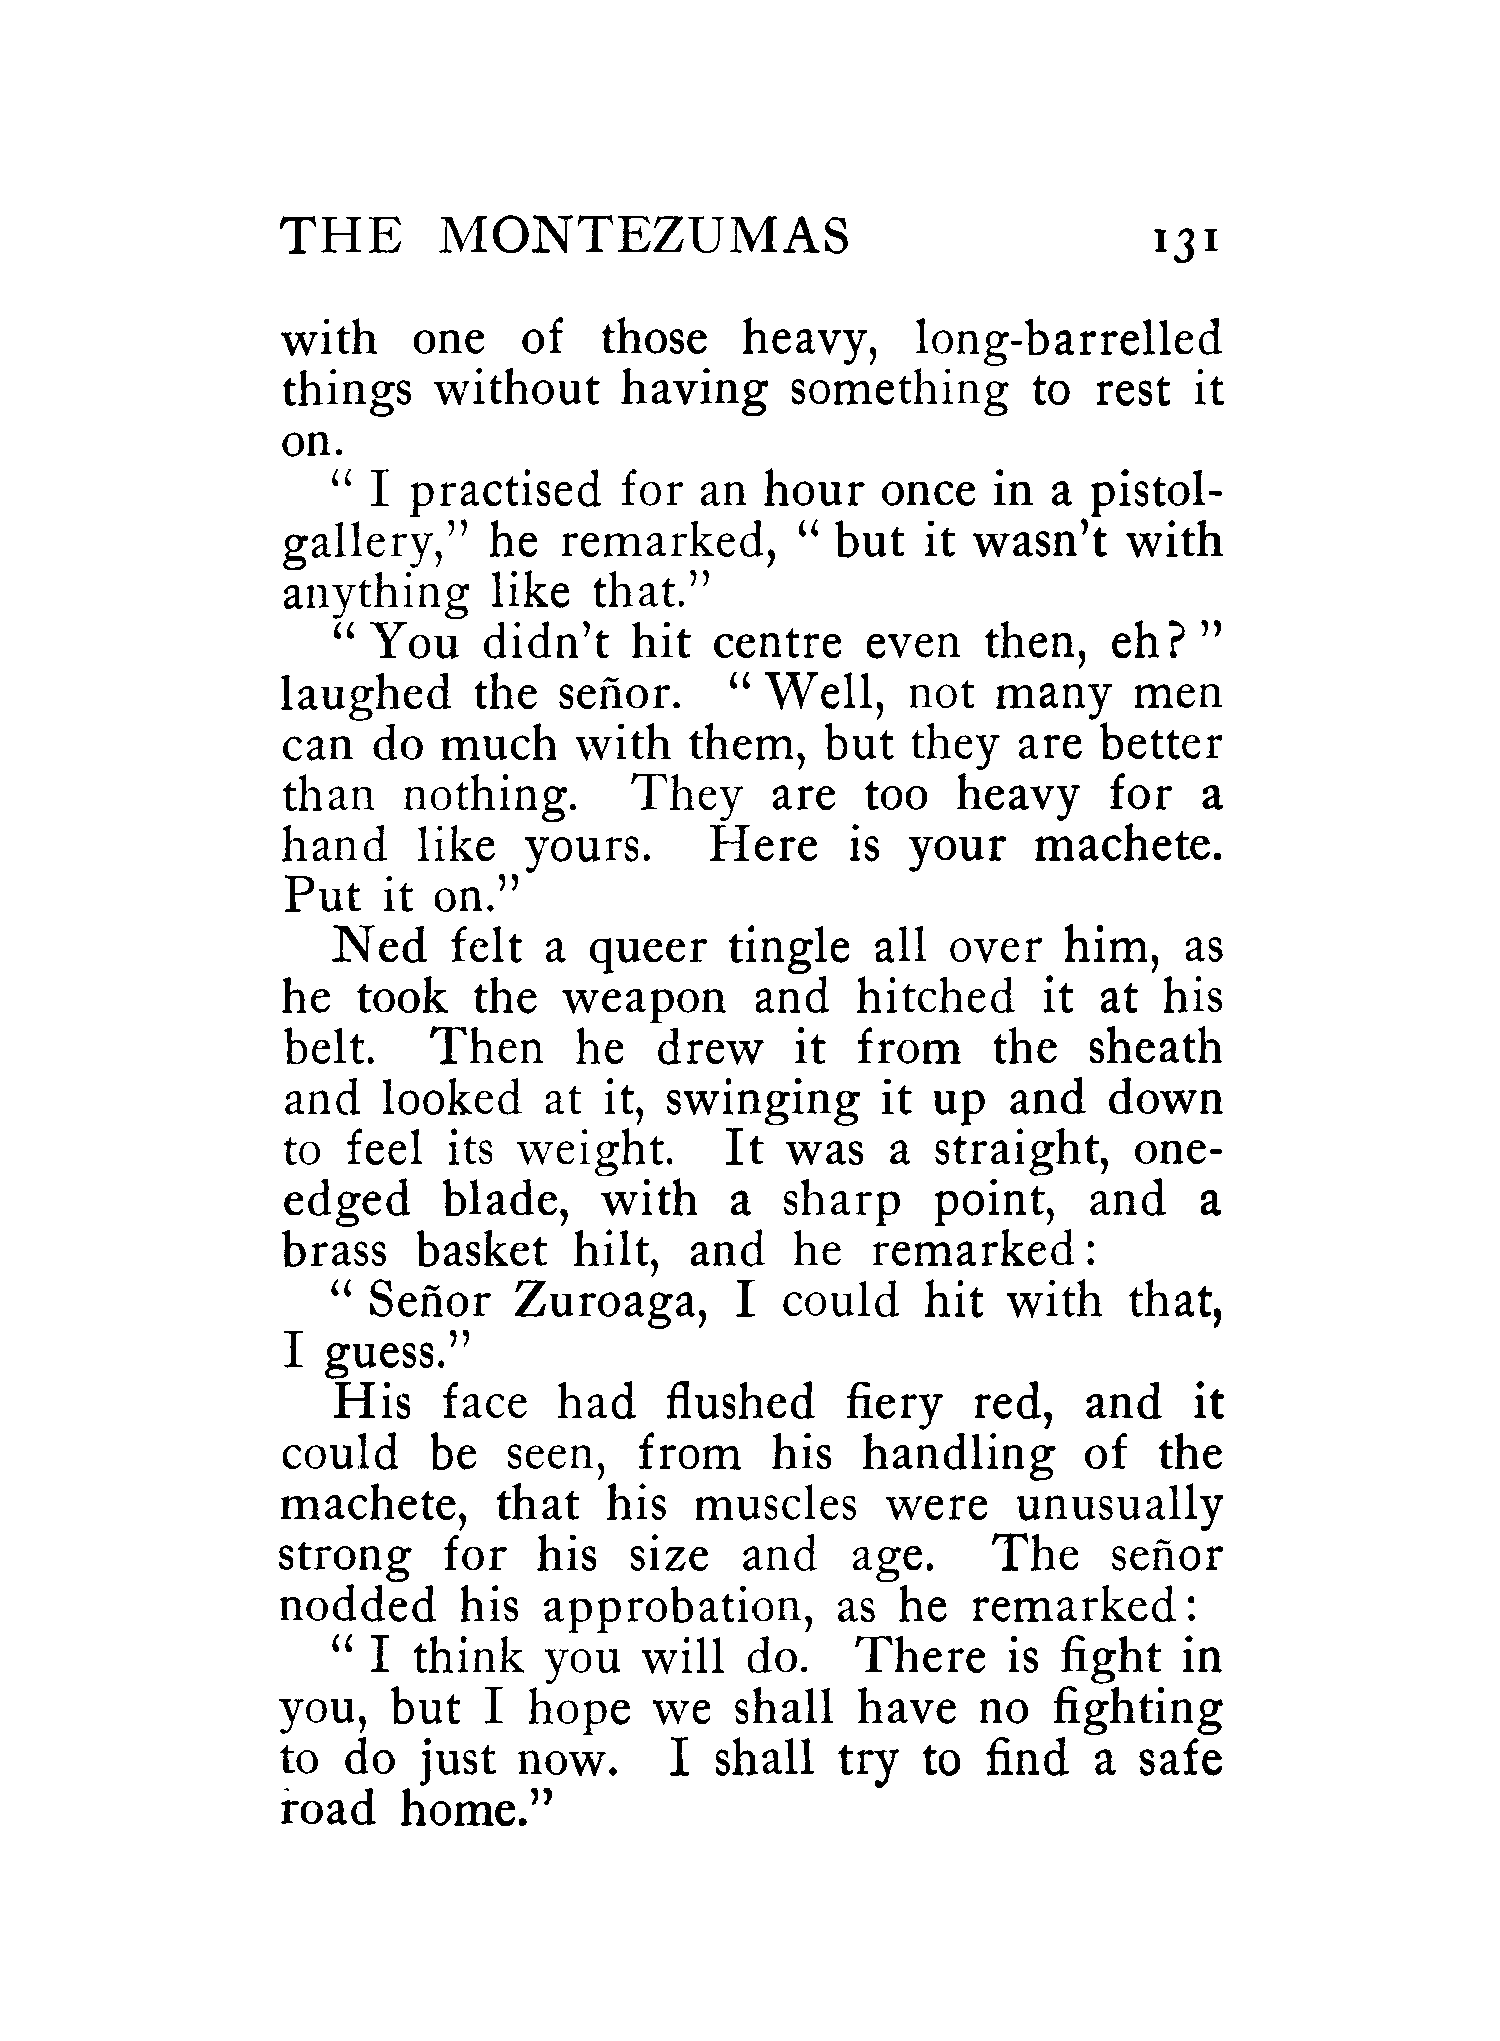 THE MONTEZUMAS 131
with one of those heavy, long-barrelled
things without having something to rest it
on.
" I practised for an hour once in a pistol-
gallery," he remarked, " but it wasn't with
anything like that."
" You didn't hit centre even then, eh? "
laughed the señor. " Well, not many men
can do much with them, but they are better
than nothing. They are too heavy for a
hand like yours. Here is your machete.
Put it on."
Ned felt a queer tingle all over him, as
he took the weapon and hitched it at his
belt. Then he drew it from the sheath
and looked at it, swinging it up and down
to feel its weight. It was a straight, one-
edged blade, with a sharp point, and a
brass basket hilt, and he remarked:
" Señor Zuroaga, I could hit with that,
I guess."
His face had flushed fiery red, and it
could be seen, from his handling of the
machete, that his muscles were unusually
strong for his size and age. The señor
nodded his approbation, as he remarked:
" I think you will do. There is fight in
you, but I hope we shall have no fighting
to do just now. I shall try to find a safe
road home."